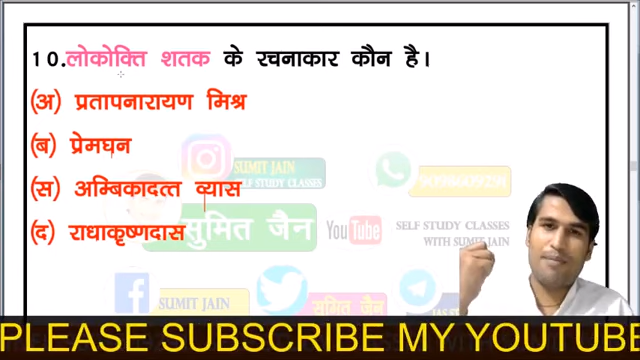 10.लोकोक्ति शतक के रचनाकार कौन है।
(अ) प्रतापनारायण मिश्र
(ब) प्रेमघन
SUMIT JAIN
SELF STUDY CLASSES
(स) अम्बिकादत्त व्यास
(द) राधाकृष्णदास
सुमित जैन
YouTube
SELF STUDY CLASSES
WITH SUMIT JAIN
SUMIT JAIN
सुमित जैन
PLEASE SUBSCRIBE MY YOUTUBE